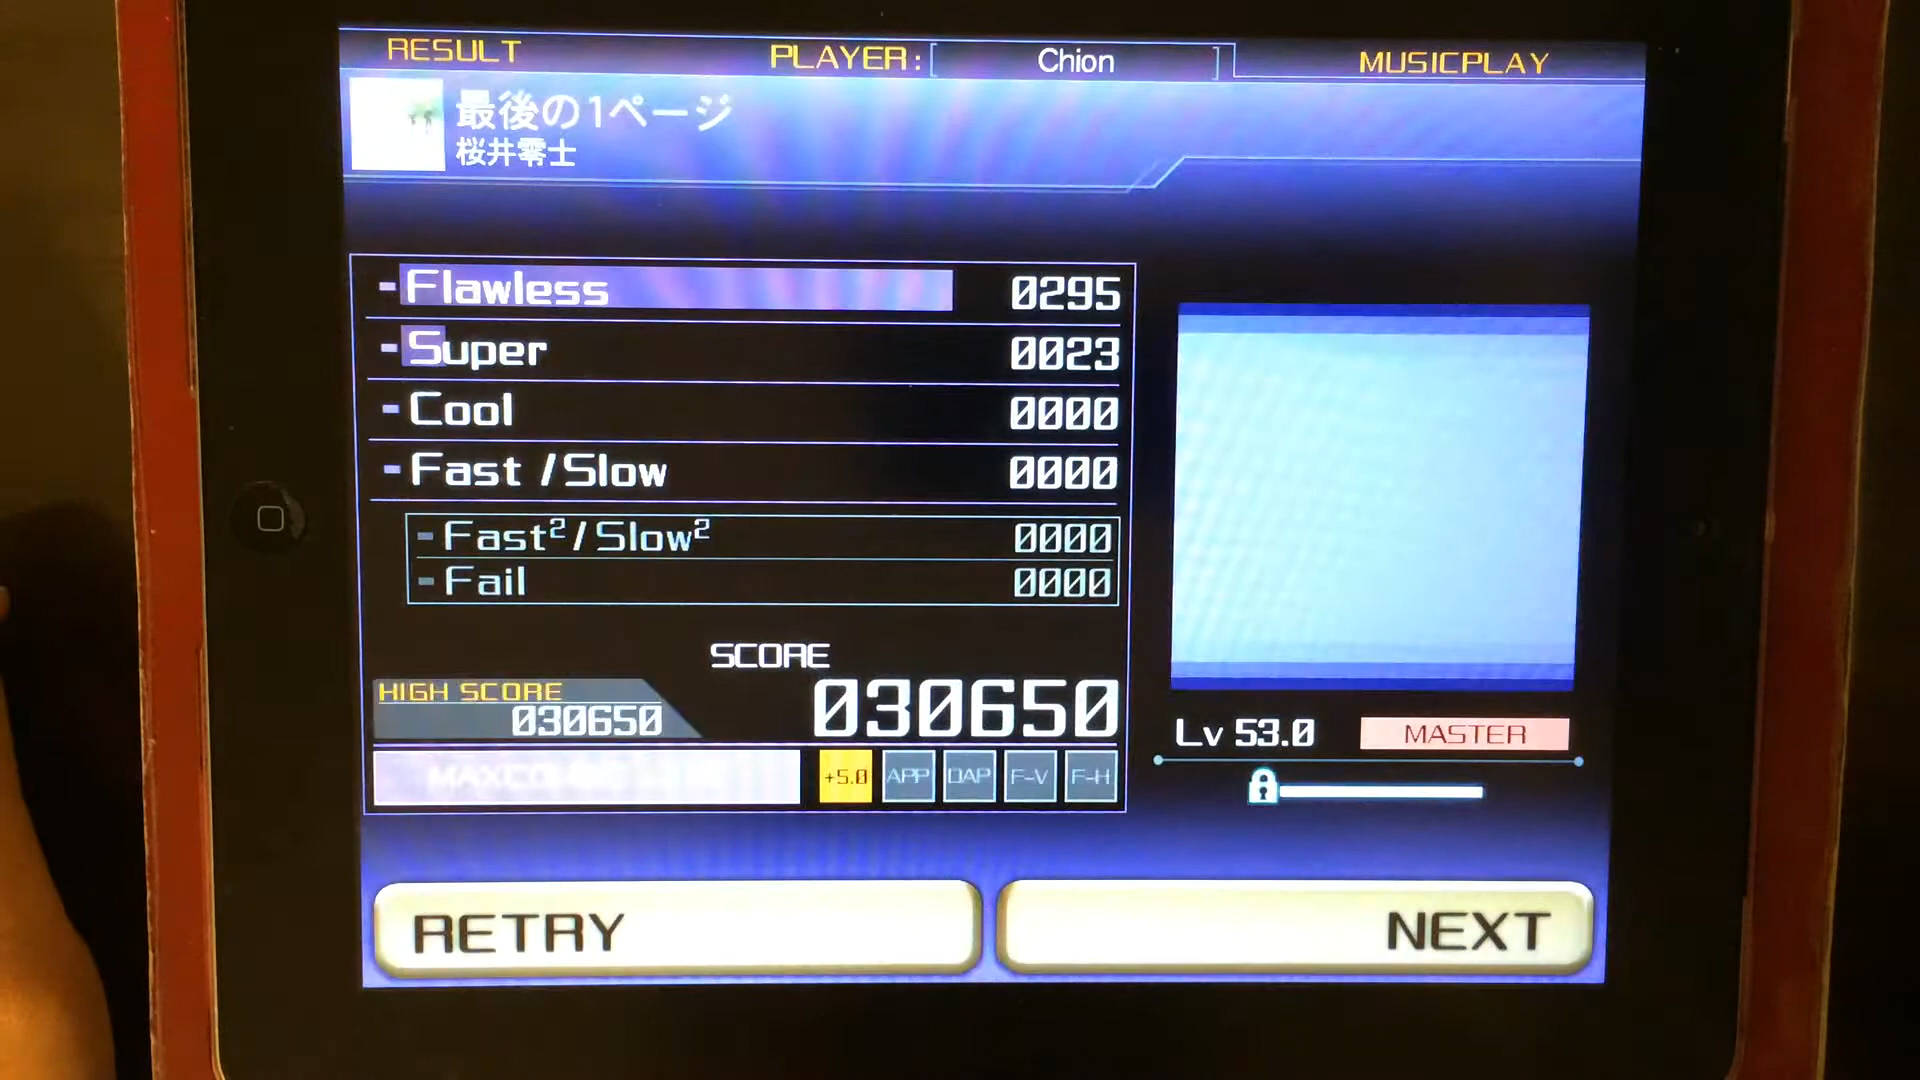 RESULT
PLAYER:[ Chion ]
MUSICPLAY
最後の1ページ
桜井零士
-Flawless 0295
-Super 0023
-Cool 0000
-Fast /Slow 0000
-Fast²/Slow² 0000
-Fail 0000
SCORE
030650
HIGH SCORE
030650
+5.0 APP DAP F-V F-H
Lv 53.0 MASTER
RETRY
NEXT